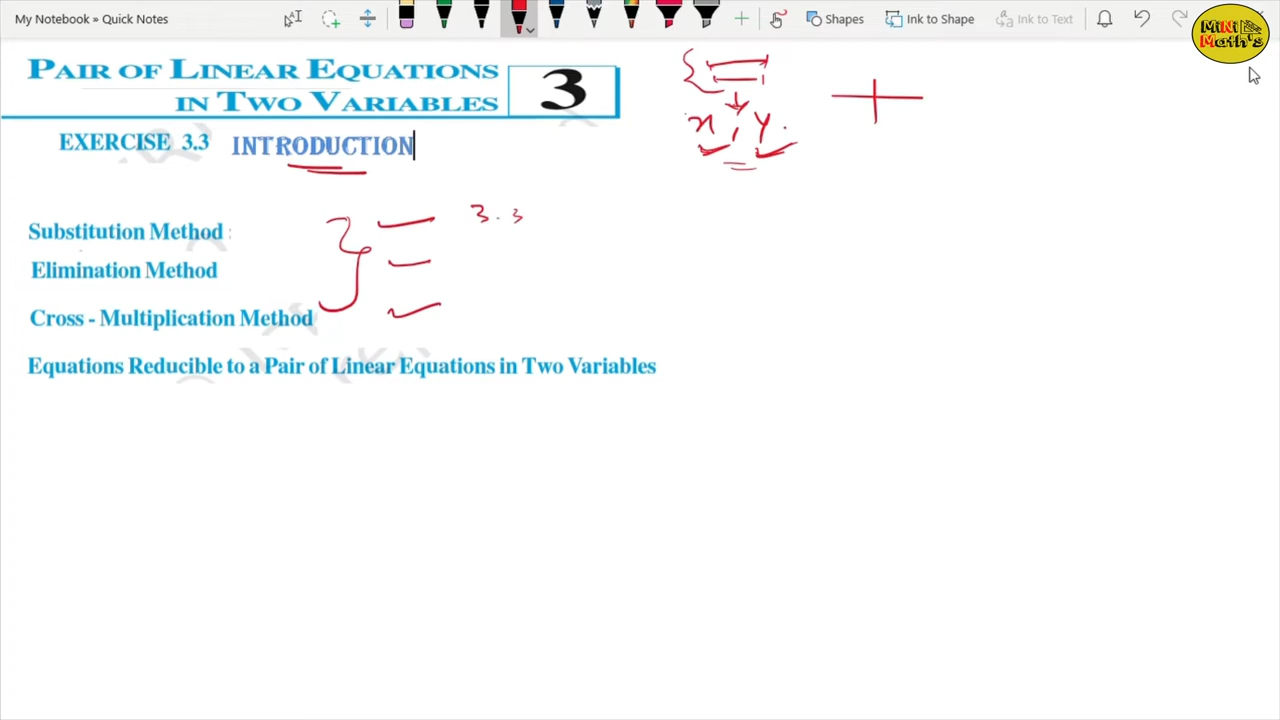 My Notebook » Quick Notes
Shapes
Ink to Shape
Ink to Text
MiNi Math's
PAIR OF LINEAR EQUATIONS
IN TWO VARIABLES
3
EXERCISE 3.3 INTRODUCTION
x , y.
Substitution Method :
3.3
Elimination Method
Cross - Multiplication Method
Equations Reducible to a Pair of Linear Equations in Two Variables